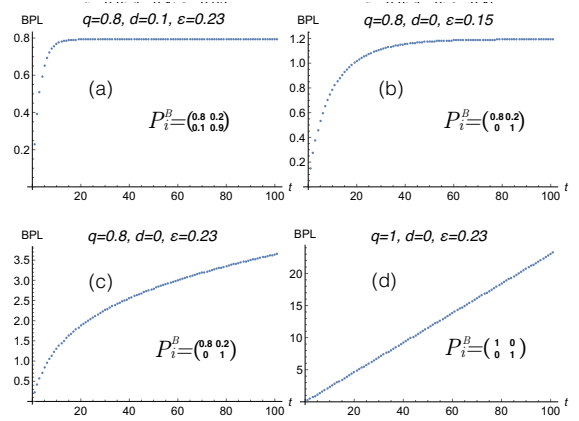 q=0.8, d=0.1, ε=0.23
BPL
0.8
0.6
0.4
0.2
(a)
P_i^B=(0.8 0.2
0.1 0.9)
20 40 60 80 100 t
q=0.8, d=0, ε=0.15
BPL
1.2
1.0
0.8
0.6
0.4
0.2
(b)
P_i^B=(0.8 0.2
0 1)
20 40 60 80 100 t
q=0.8, d=0, ε=0.23
BPL
3.5
3.0
2.5
2.0
1.5
1.0
0.5
(c)
P_i^B=(0.8 0.2
0 1)
20 40 60 80 100 t
q=1, d=0, ε=0.23
BPL
20
15
10
5
(d)
P_i^B=(1 0
0 1)
20 40 60 80 100 t